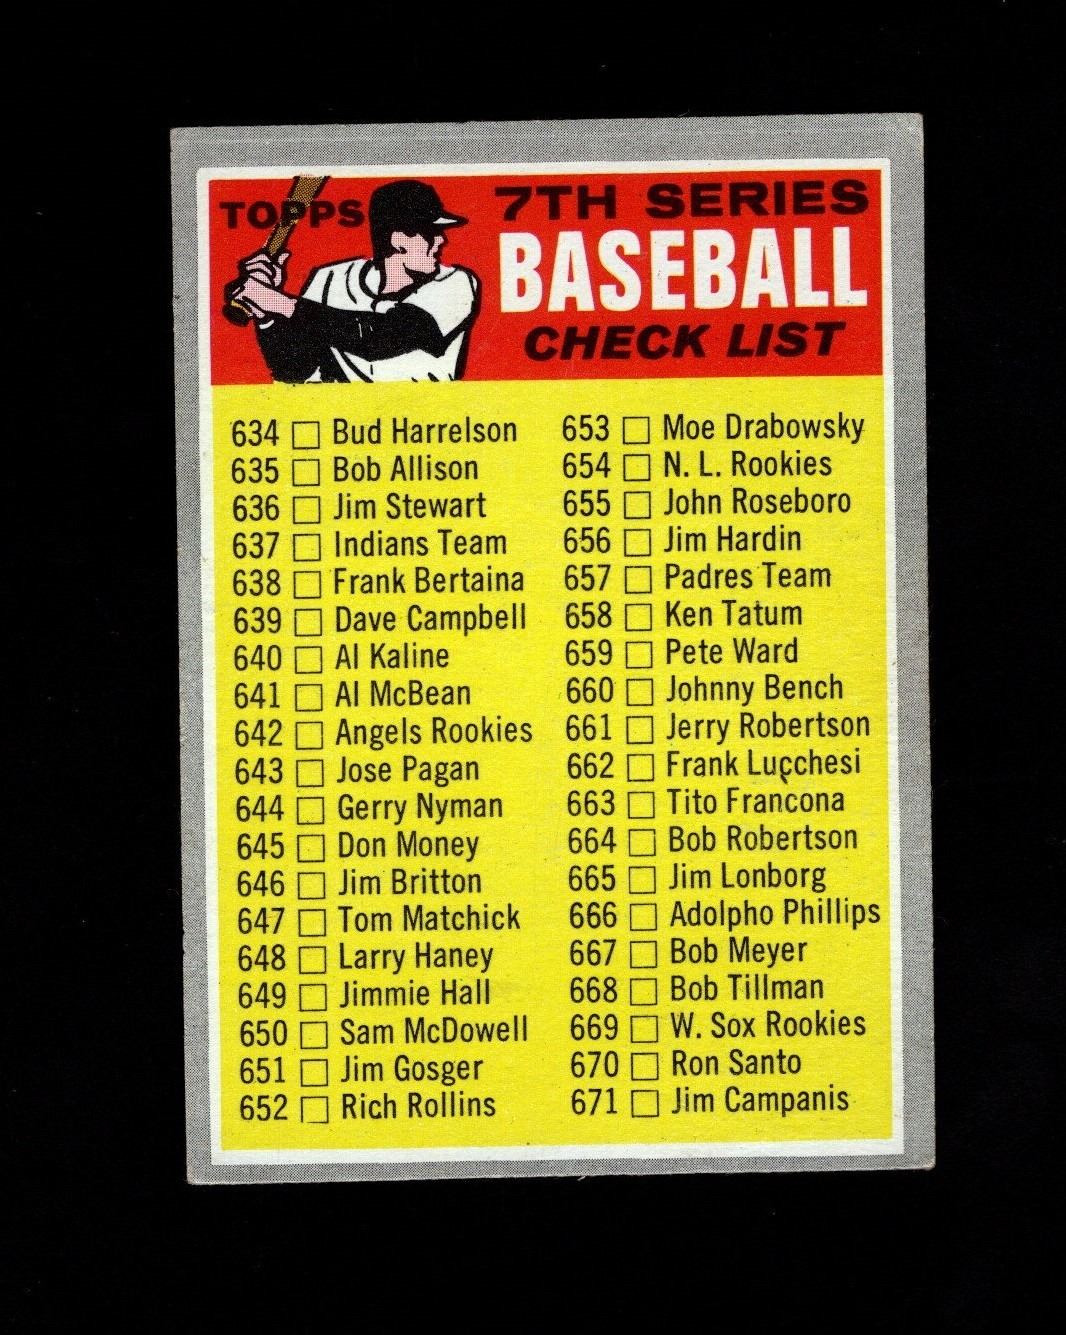 TOPPS
7TH SERIES
BASEBALL
CHECK LIST
634 Bud Harrelson
635 Bob Allison
636 Jim Stewart
637 Indians Team
638 Frank Bertaina
639 Dave Campbell
640 Al Kaline
641 Al McBean
642 Angels Rookies
643 Jose Pagan
644 Gerry Nyman
645 Don Money
646 Jim Britton
647 Tom Matchick
648 Larry Haney
649 Jimmie Hall
650 Sam McDowell
651 Jim Gosger
652 Rich Rollins
653 Moe Drabowsky
654 N. L. Rookies
655 John Roseboro
656 Jim Hardin
657 Padres Team
658 Ken Tatum
659 Pete Ward
660 Johnny Bench
661 Jerry Robertson
662 Frank Lucchesi
663 Tito Francona
664 Bob Robertson
665 Jim Lonborg
666 Adolpho Phillips
667 Bob Meyer
668 Bob Tillman
669 W. Sox Rookies
670 Ron Santo
671 Jim Campanis